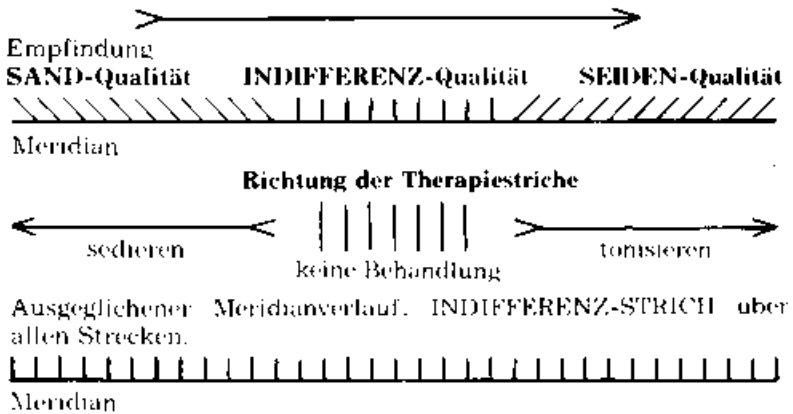 Empfindung
SAND-Qualität INDIFFERENZ-Qualität SEIDEN-Qualität
Meridian
Richtung der Therapiestriche
sedieren tonisieren
keine Behandlung
Ausgeglichener Meridianverlauf. INDIFFERENZ-STRICH über
allen Strecken.
Meridian